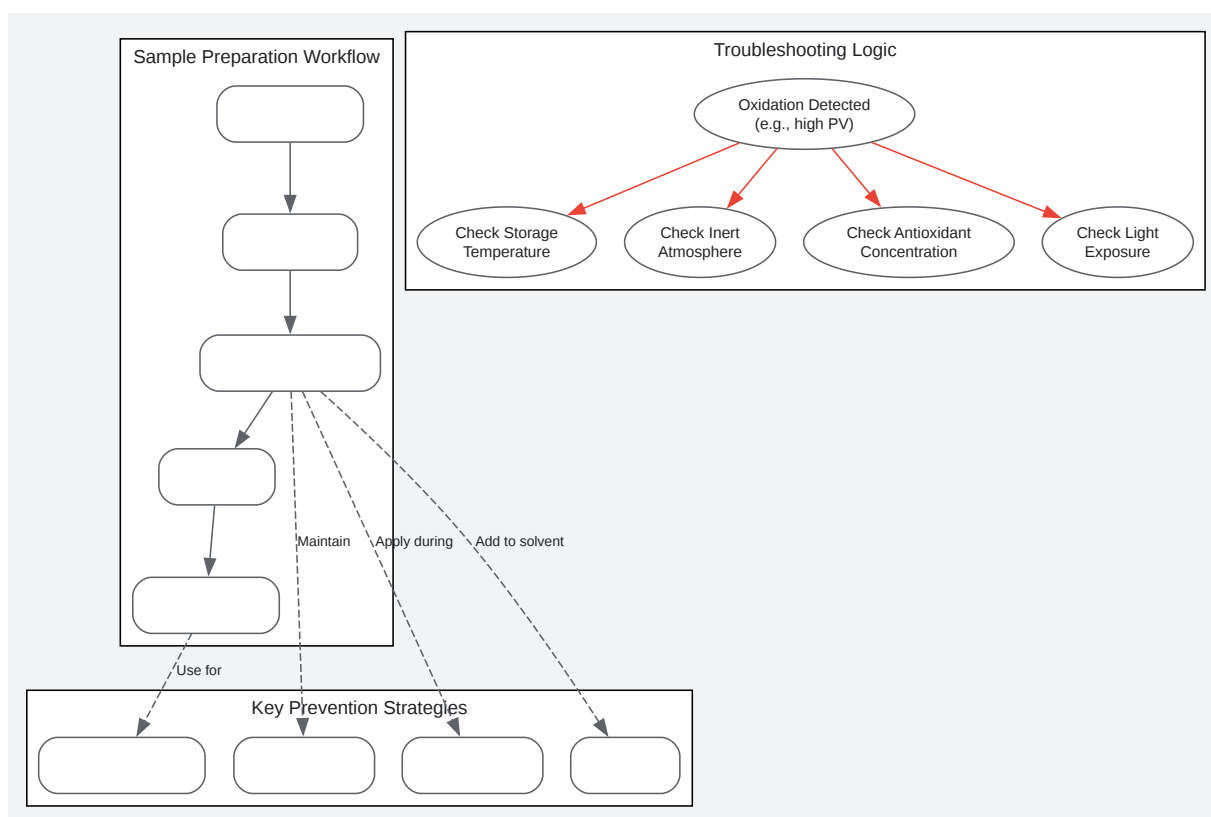 Sample Preparation Workflow
Troubleshooting Logic
Oxidation Detected
(e.g., high PV)
Check Storage
Temperature
Check Inert
Atmosphere
Check Antioxidant
Concentration
Check Light
Exposure
Maintain
Apply during
Add to solvent
Use for
Key Prevention Strategies